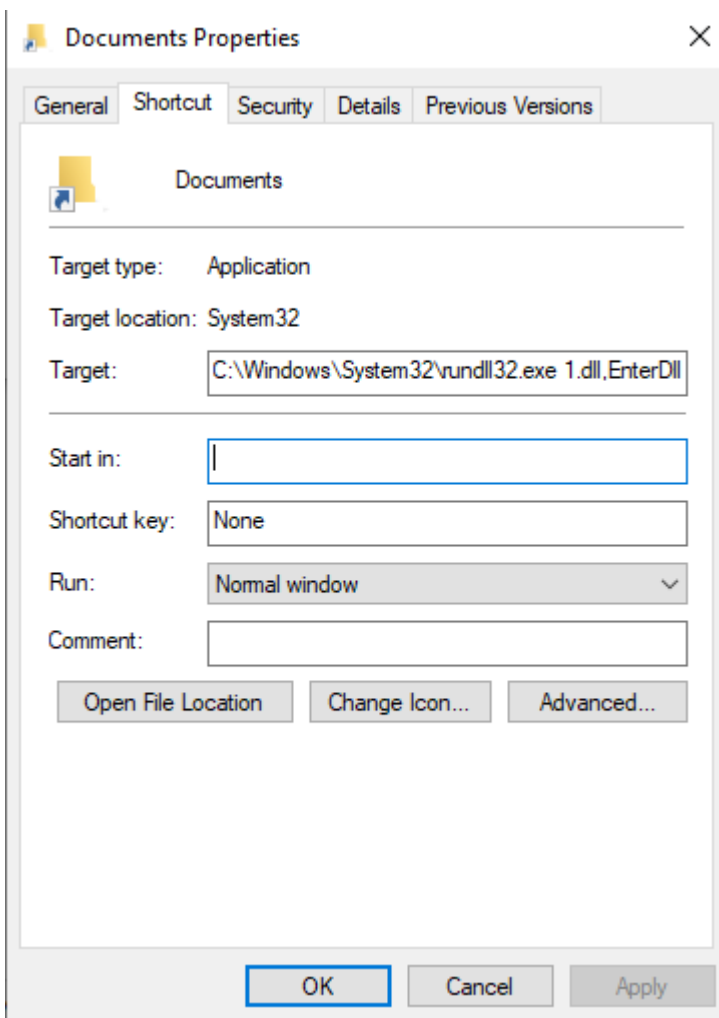 Documents Properties
General Shortcut Security Details Previous Versions
Documents
Target type: Application
Target location: System32
Target: C:\Windows\System32\rundll32.exe 1.dll,EnterDll
Start in:
Shortcut key: None
Run: Normal window
Comment:
Open File Location Change Icon... Advanced...
OK Cancel Apply